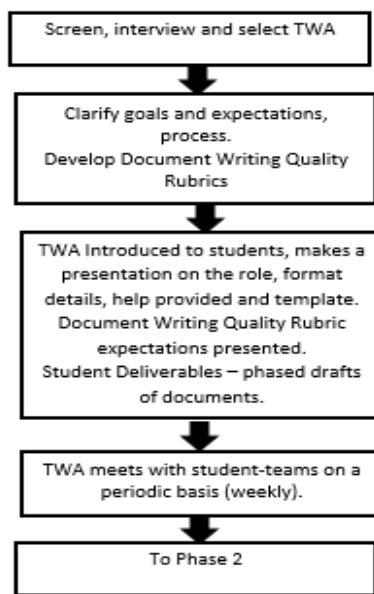 Screen, interview and select TWA
Clarify goals and expectations,
process.
Develop Document Writing Quality
Rubrics
TWA Introduced to students, makes a
presentation on the role, format
details, help provided and template.
Document Writing Quality Rubric
expectations presented.
Student Deliverables – phased drafts
of documents.
TWA meets with student-teams on a
periodic basis (weekly).
To Phase 2